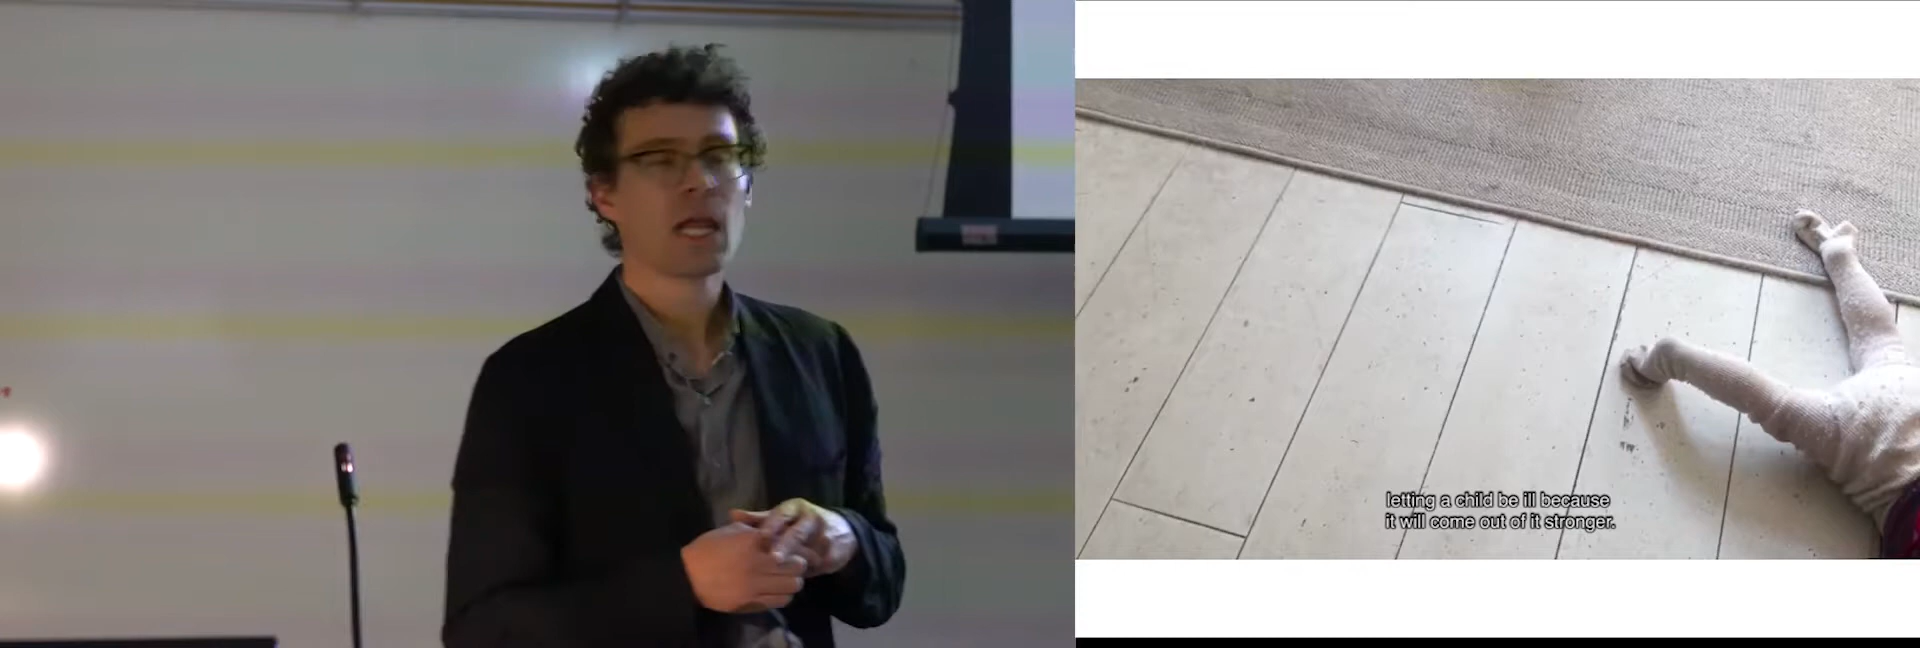 letting a child be ill because
it will come out of it stronger.